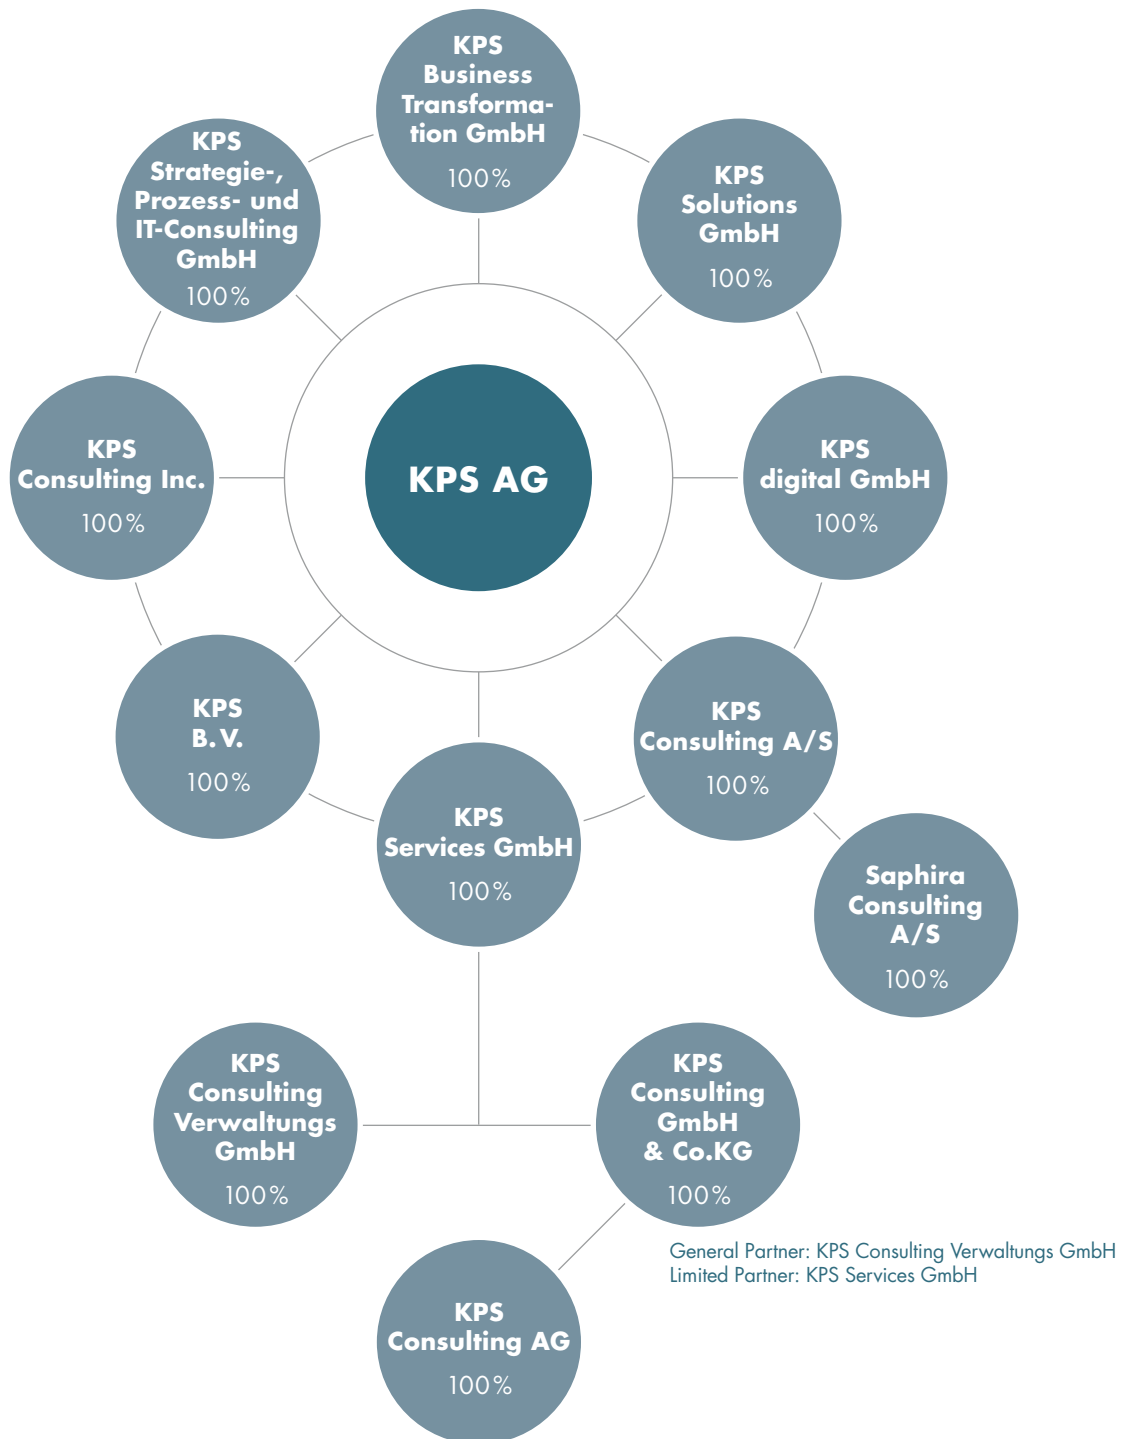 KPS
Business
Transforma-
tion GmbH
100%
KPS
Strategie-,
Prozess- und
IT-Consulting
GmbH
100%
KPS
Solutions
GmbH
100%
KPS
Consulting Inc.
100%
KPS AG
KPS
digital GmbH
100%
KPS
B.V.
100%
KPS
Services GmbH
100%
KPS
Consulting A/S
100%
Saphira
Consulting
A/S
100%
KPS
Consulting
Verwaltungs
GmbH
100%
KPS
Consulting
GmbH
& Co.KG
100%
General Partner: KPS Consulting Verwaltungs GmbH
Limited Partner: KPS Services GmbH
KPS
Consulting AG
100%